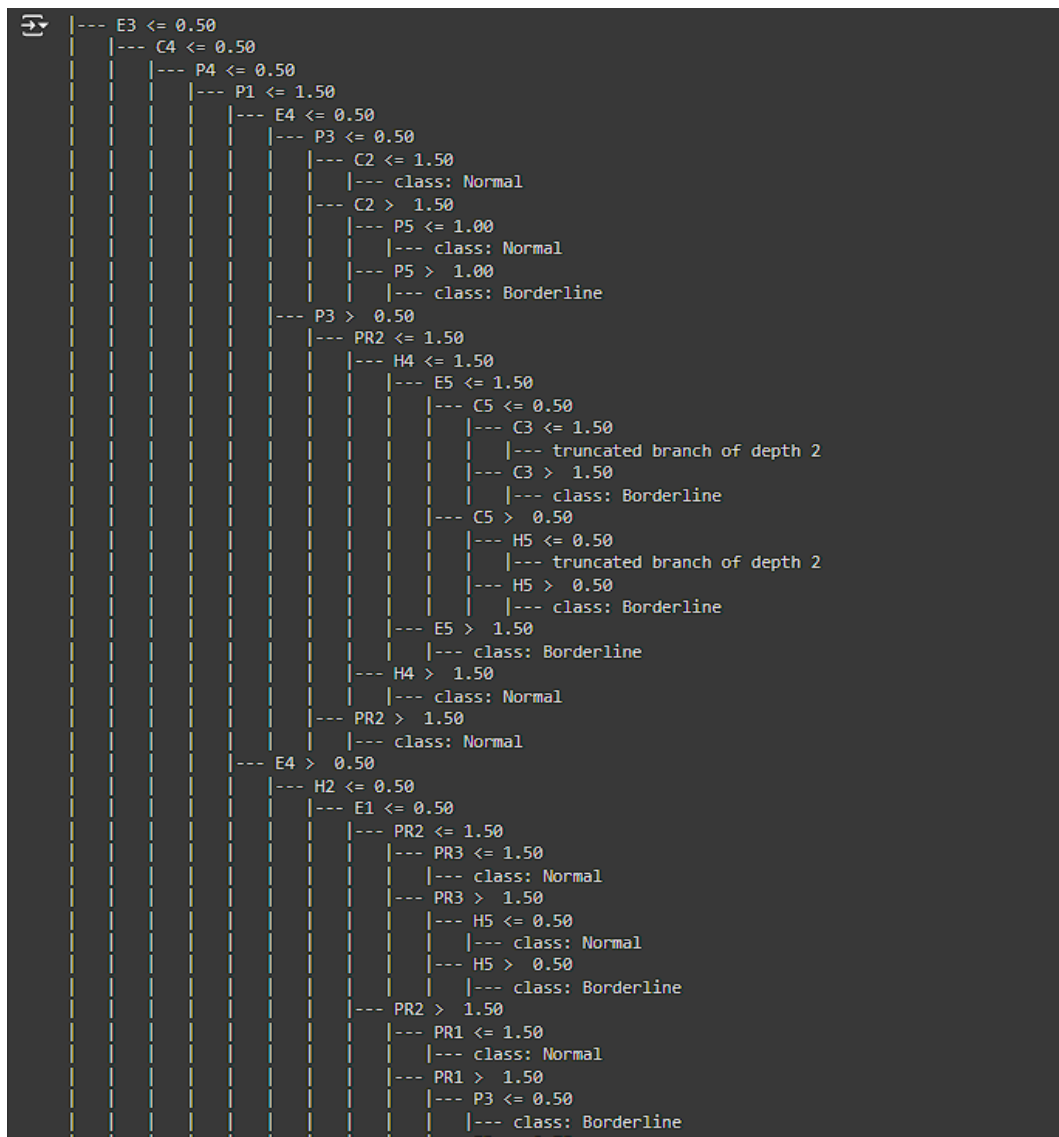 |--- E3 <= 0.50
|   |--- C4 <= 0.50
|   |   |--- P4 <= 0.50
|   |   |   |--- P1 <= 1.50
|   |   |   |   |--- E4 <= 0.50
|   |   |   |   |   |--- P3 <= 0.50
|   |   |   |   |   |   |--- C2 <= 1.50
|   |   |   |   |   |   |   |--- class: Normal
|   |   |   |   |   |   |--- C2 >  1.50
|   |   |   |   |   |   |   |--- P5 <= 1.00
|   |   |   |   |   |   |   |   |--- class: Normal
|   |   |   |   |   |   |   |--- P5 >  1.00
|   |   |   |   |   |   |   |   |--- class: Borderline
|   |   |   |   |   |--- P3 >  0.50
|   |   |   |   |   |   |--- PR2 <= 1.50
|   |   |   |   |   |   |   |--- H4 <= 1.50
|   |   |   |   |   |   |   |   |--- E5 <= 1.50
|   |   |   |   |   |   |   |   |   |--- C5 <= 0.50
|   |   |   |   |   |   |   |   |   |   |--- C3 <= 1.50
|   |   |   |   |   |   |   |   |   |   |   |--- truncated branch of depth 2
|   |   |   |   |   |   |   |   |   |   |--- C3 >  1.50
|   |   |   |   |   |   |   |   |   |   |   |--- class: Borderline
|   |   |   |   |   |   |   |   |   |--- C5 >  0.50
|   |   |   |   |   |   |   |   |   |   |--- H5 <= 0.50
|   |   |   |   |   |   |   |   |   |   |   |--- truncated branch of depth 2
|   |   |   |   |   |   |   |   |   |   |--- H5 >  0.50
|   |   |   |   |   |   |   |   |   |   |   |--- class: Borderline
|   |   |   |   |   |   |   |   |--- E5 >  1.50
|   |   |   |   |   |   |   |   |   |--- class: Borderline
|   |   |   |   |   |   |   |--- H4 >  1.50
|   |   |   |   |   |   |   |   |--- class: Normal
|   |   |   |   |   |   |--- PR2 >  1.50
|   |   |   |   |   |   |   |--- class: Normal
|   |   |   |   |--- E4 >  0.50
|   |   |   |   |   |--- H2 <= 0.50
|   |   |   |   |   |   |--- E1 <= 0.50
|   |   |   |   |   |   |   |--- PR2 <= 1.50
|   |   |   |   |   |   |   |   |--- PR3 <= 1.50
|   |   |   |   |   |   |   |   |   |--- class: Normal
|   |   |   |   |   |   |   |   |--- PR3 >  1.50
|   |   |   |   |   |   |   |   |   |--- H5 <= 0.50
|   |   |   |   |   |   |   |   |   |   |--- class: Normal
|   |   |   |   |   |   |   |   |   |--- H5 >  0.50
|   |   |   |   |   |   |   |   |   |   |--- class: Borderline
|   |   |   |   |   |   |   |--- PR2 >  1.50
|   |   |   |   |   |   |   |   |--- PR1 <= 1.50
|   |   |   |   |   |   |   |   |   |--- class: Normal
|   |   |   |   |   |   |   |   |--- PR1 >  1.50
|   |   |   |   |   |   |   |   |   |--- P3 <= 0.50
|   |   |   |   |   |   |   |   |   |   |--- class: Borderline